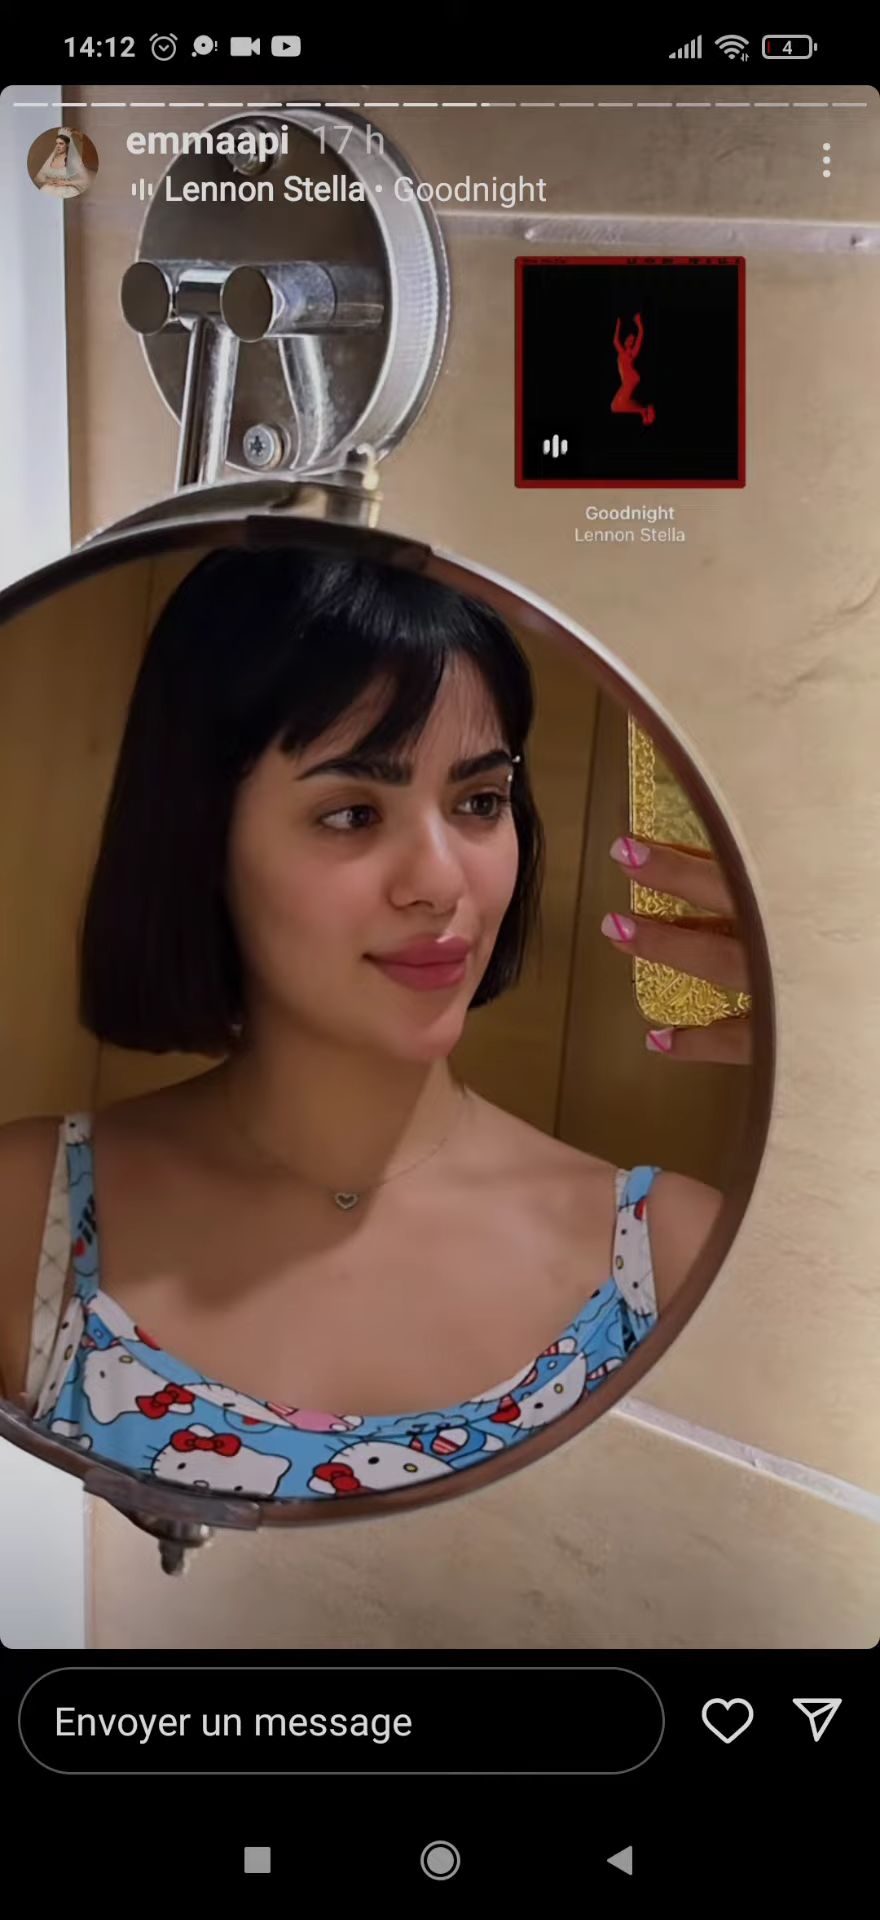 14:12
4
emmaapi 17 h
Lennon Stella • Goodnight
Goodnight
Lennon Stella
Envoyer un message